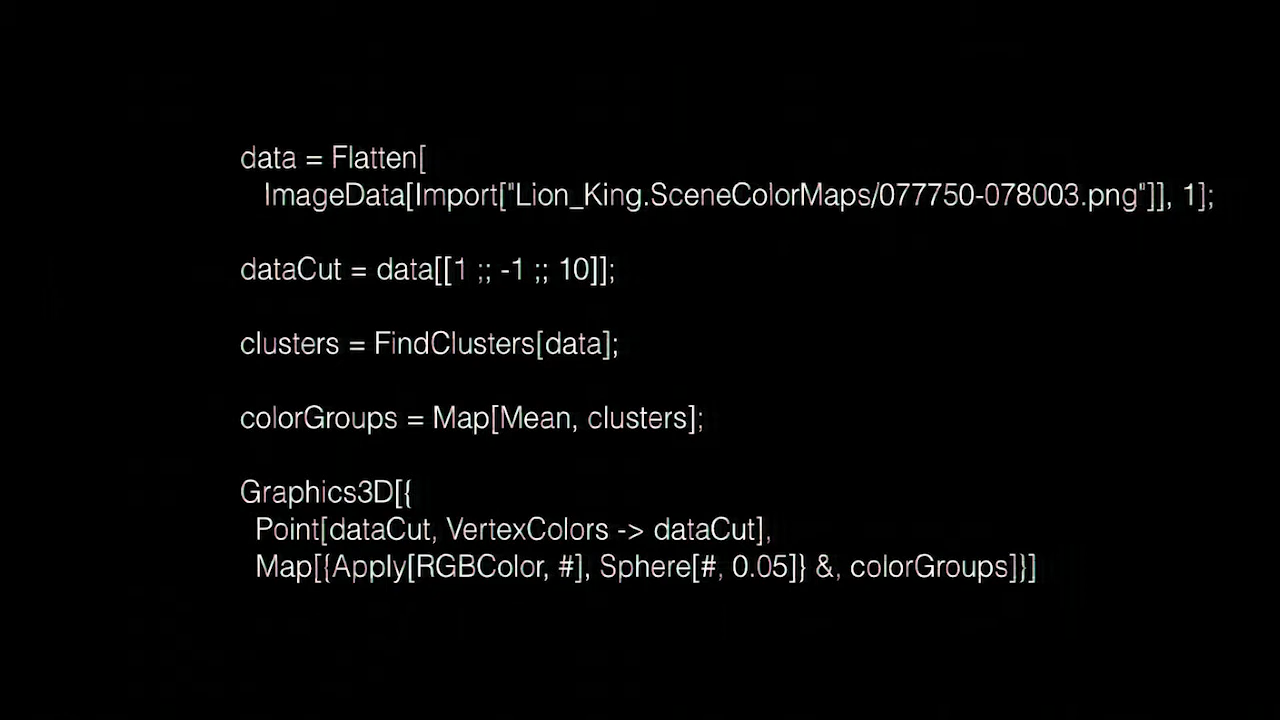 data = Flatten[
ImageData[Import["Lion_King.SceneColorMaps/077750-078003.png"]], 1];
dataCut = data[[1 ;; -1 ;; 10]];
clusters = FindClusters[data];
colorGroups = Map[Mean, clusters];
Graphics3D[{
Point[dataCut, VertexColors -> dataCut],
Map[{Apply[RGBColor, #], Sphere[#, 0.05]} &, colorGroups]}]